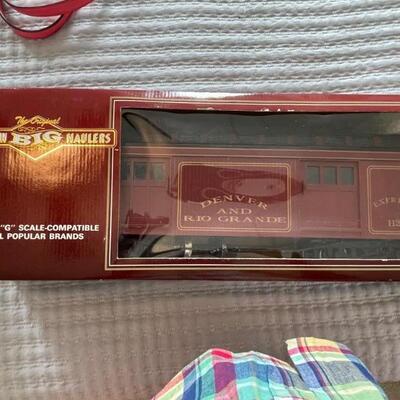 The Original
BIG
HAULERS
"G" SCALE-COMPATIBLE
POPULAR BRANDS
DENVER
AND
RIO GRANDE